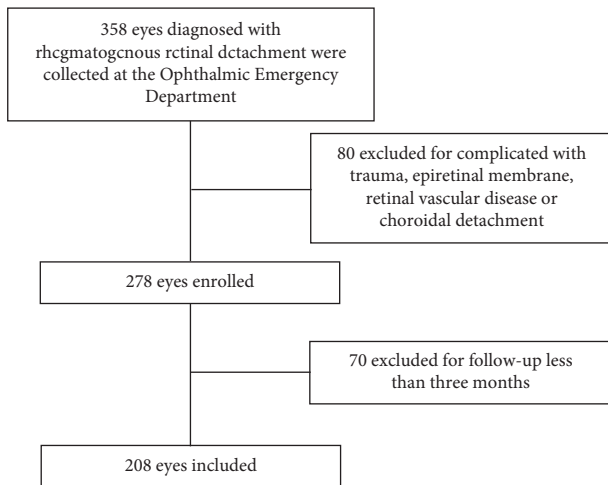 358 eyes diagnosed with
rhcgmatogcnous rctinal dctachment were
collected at the Ophthalmic Emergency
Department
80 excluded for complicated with
trauma, epiretinal membrane,
retinal vascular disease or
choroidal detachment
278 eyes enrolled
70 excluded for follow-up less
than three months
208 eyes included